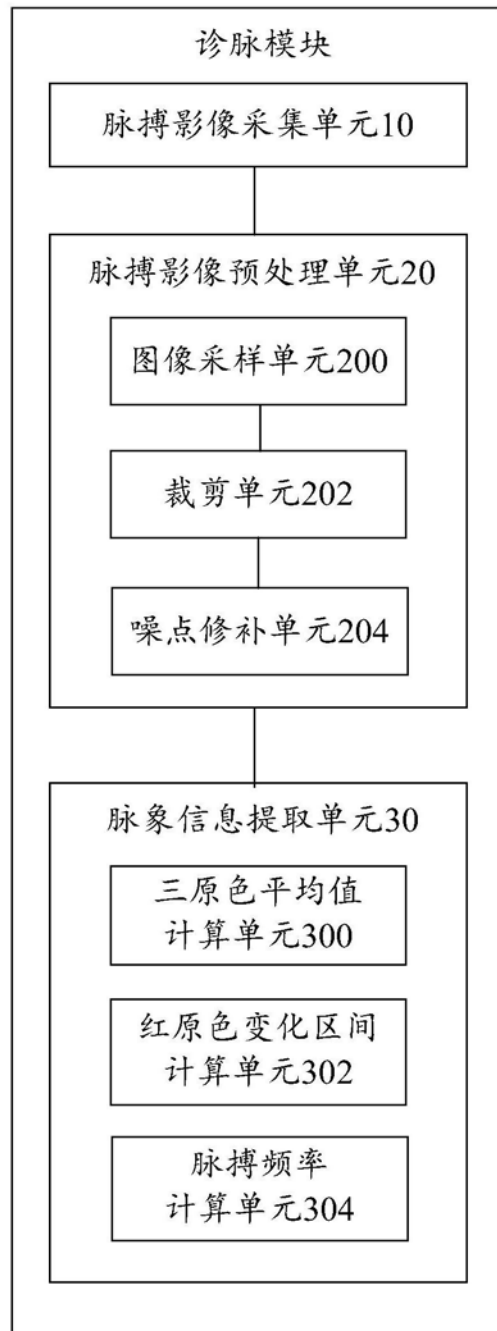 诊脉模块
脉搏影像采集单元10
脉搏影像预处理单元20
图像采样单元200
裁剪单元202
噪点修补单元204
脉象信息提取单元30
三原色平均值
计算单元300
红原色变化区间
计算单元302
脉搏频率
计算单元304